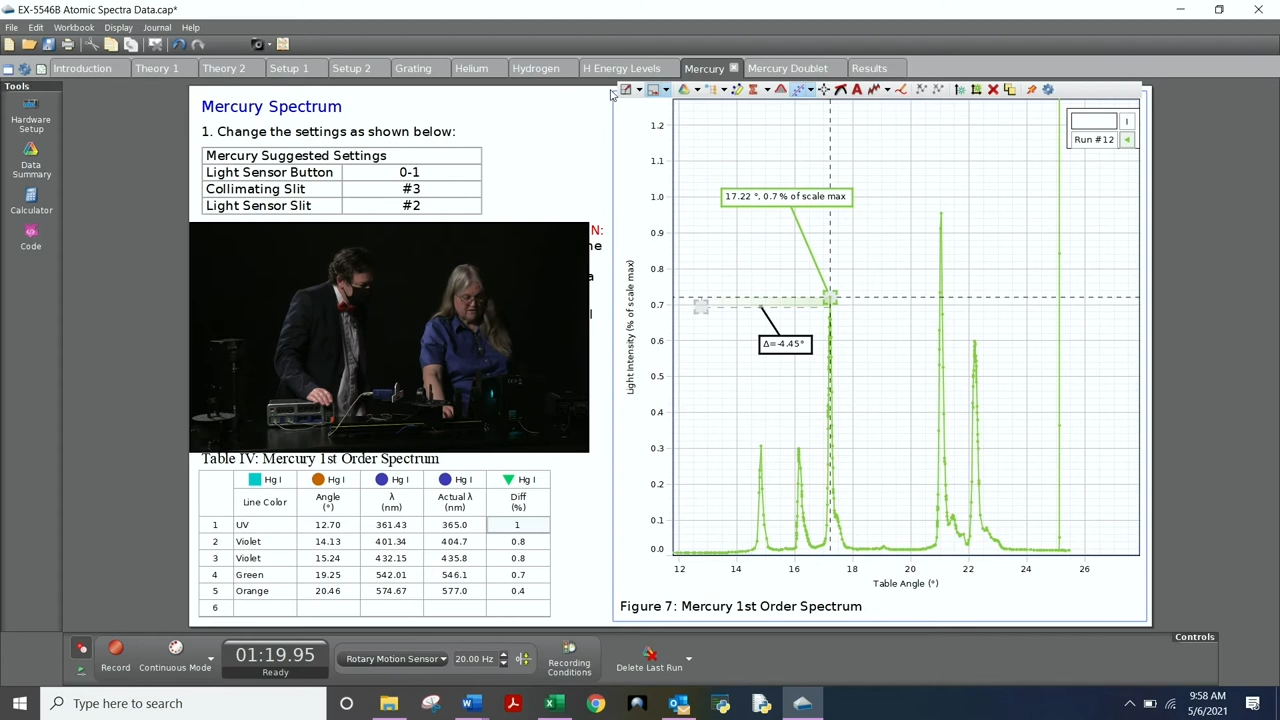 EX-5546B Atomic Spectra Data.cap*
File Edit Workbook Display Journal Help
Introduction Theory 1 Theory 2 Setup 1 Setup 2 Grating Helium Hydrogen H Energy Levels Mercury Mercury Doublet Results
Tools
Hardware
Setup
Data
Summary
Calculator
Code
Mercury Spectrum
1. Change the settings as shown below:
Mercury Suggested Settings
Light Sensor Button 0-1
Collimating Slit #3
Light Sensor Slit #2
N:
Table IV: Mercury 1st Order Spectrum
Hg I Hg I Hg I Hg I Hg I
Line Color Angle (°) λ (nm) Actual λ (nm) Diff (%)
1 UV 12.70 361.43 365.0 1
2 Violet 14.13 401.34 404.7 0.8
3 Violet 15.24 432.15 435.8 0.8
4 Green 19.25 542.01 546.1 0.7
5 Orange 20.46 574.67 577.0 0.4
6
Run #12
17.22 °, 0.7 % of scale max
Δ=-4.45°
Light Intensity (% of scale max)
1.2
1.1
1.0
0.9
0.8
0.7
0.6
0.5
0.4
0.3
0.2
0.1
0.0
12 14 16 18 20 22 24 26
Table Angle (°)
Figure 7: Mercury 1st Order Spectrum
Controls
Record
Continuous Mode
01:19.95
Ready
Rotary Motion Sensor 20.00 Hz
Recording
Conditions
Delete Last Run
Type here to search
9:58 AM
5/6/2021